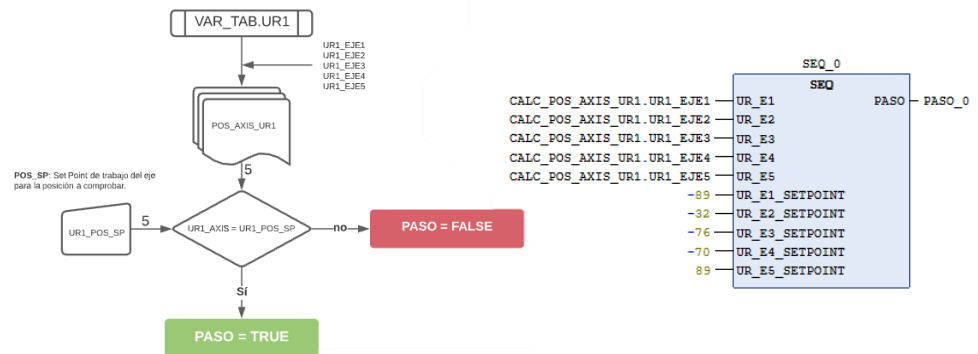 VAR_TAB.UR1
UR1_EJE1
UR1_EJE2
UR1_EJE3
UR1_EJE4
UR1_EJE5
POS_AXIS_UR1
5
POS_SP: Set Point de trabajo del eje
para la posición a comprobar.
UR1_POS_SP
5
UR1_AXIS = UR1_POS_SP
no
PASO = FALSE
Sí
PASO = TRUE
SEQ_0
SEQ
CALC_POS_AXIS_UR1.UR1_EJE1 UR_E1 PASO PASO_0
CALC_POS_AXIS_UR1.UR1_EJE2 UR_E2
CALC_POS_AXIS_UR1.UR1_EJE3 UR_E3
CALC_POS_AXIS_UR1.UR1_EJE4 UR_E4
CALC_POS_AXIS_UR1.UR1_EJE5 UR_E5
-89 UR_E1_SETPOINT
-32 UR_E2_SETPOINT
-76 UR_E3_SETPOINT
-70 UR_E4_SETPOINT
89 UR_E5_SETPOINT